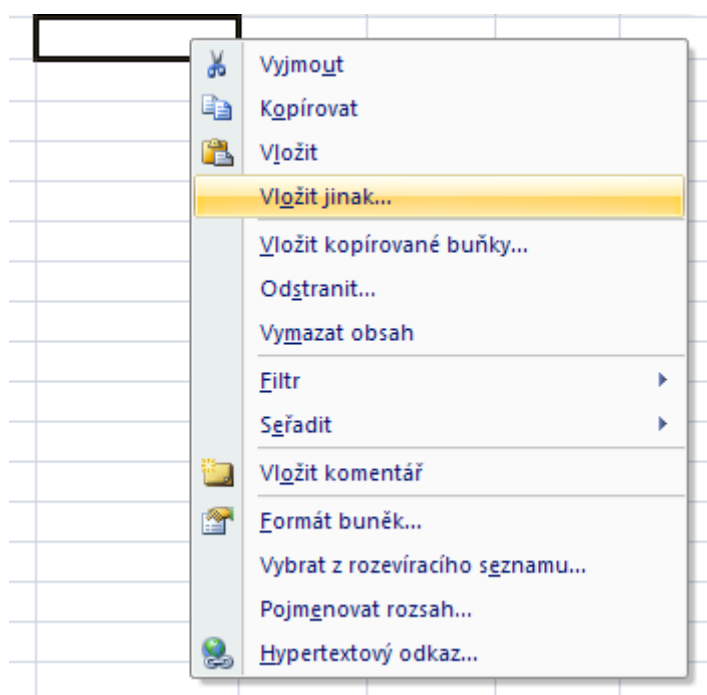 Vyjmout
Kopírovat
Vložit
Vložit jinak...
Vložit kopírované buňky...
Odstranit...
Vymazat obsah
Filtr
Seřadit
Vložit komentář
Formát buněk...
Vybrat z rozevíracího seznamu...
Pojmenovat rozsah...
Hypertextový odkaz...